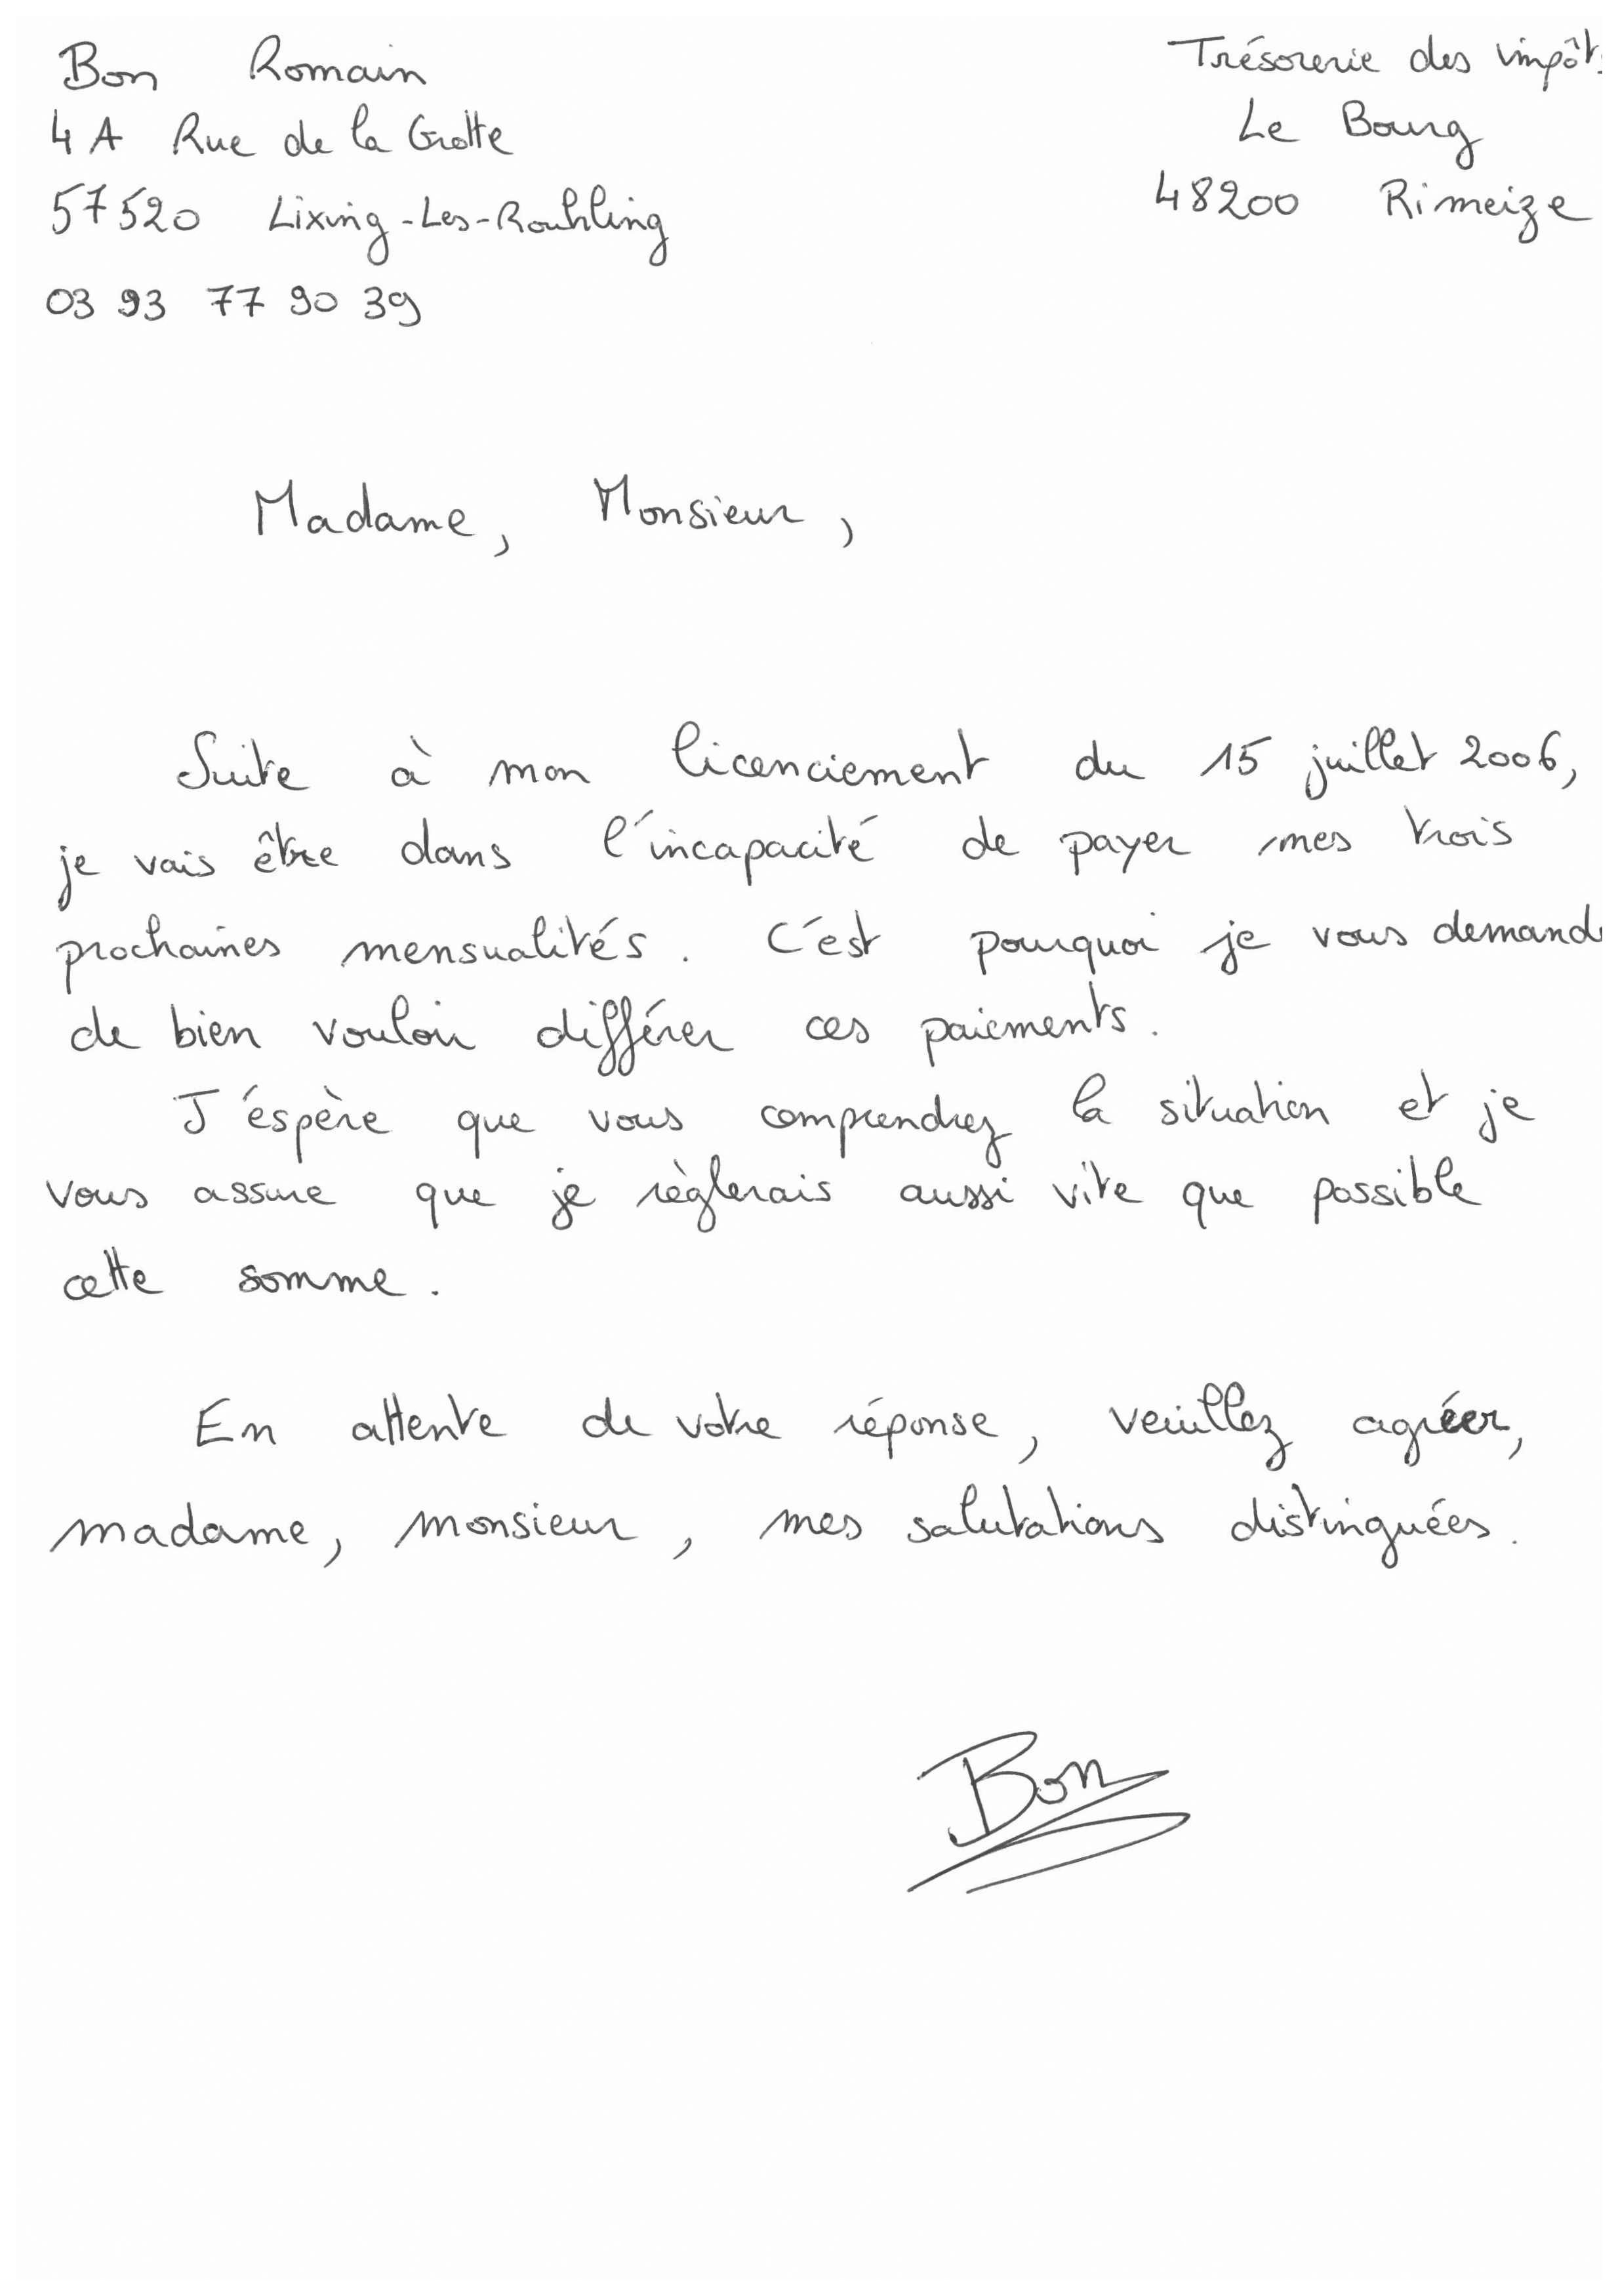 Bon Romain
4A Rue de la Grotte
57520 Lixing-Les-Rouhling
03 93 77 90 39
Trésorerie des impôts
Le Bourg
48200 Rimeize
Madame, Monsieur,
Suite à mon licenciement du 15 juillet 2006,
je vais être dans l'incapacité de payer mes trois
prochaines mensualités. C'est pourquoi je vous demande
de bien vouloir différer ces paiements.
J'espère que vous comprendrez la situation et je
vous assure que je règlerais aussi vite que possible
cette somme.
En attente de votre réponse, veuillez agréer,
madame, monsieur, mes salutations distinguées.
Bon